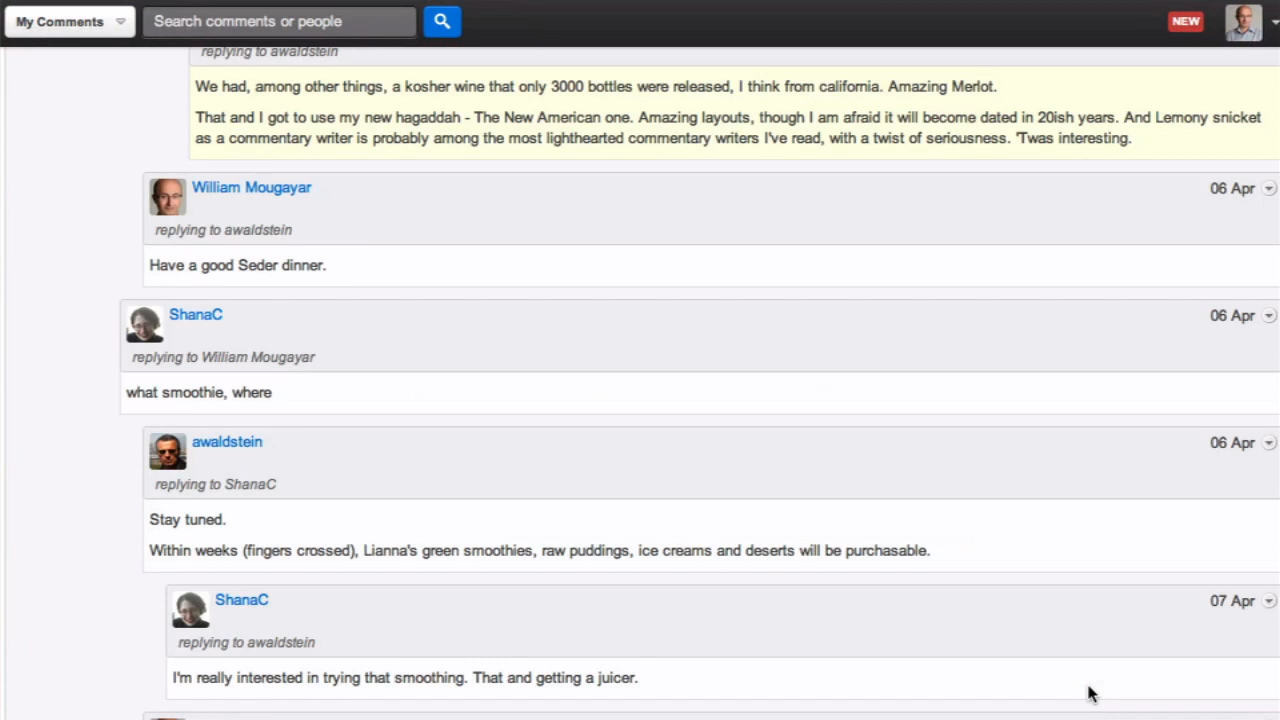 My Comments
Search comments or people
NEW
replying to awaldstein
We had, among other things, a kosher wine that only 3000 bottles were released, I think from california. Amazing Merlot.
That and I got to use my new hagaddah - The New American one. Amazing layouts, though I am afraid it will become dated in 20ish years. And Lemony snicket
as a commentary writer is probably among the most lighthearted commentary writers I've read, with a twist of seriousness. 'Twas interesting.
William Mougayar
06 Apr
replying to awaldstein
Have a good Seder dinner.
ShanaC
06 Apr
replying to William Mougayar
what smoothie, where
awaldstein
06 Apr
replying to ShanaC
Stay tuned.
Within weeks (fingers crossed), Lianna's green smoothies, raw puddings, ice creams and deserts will be purchasable.
ShanaC
07 Apr
replying to awaldstein
I'm really interested in trying that smoothing. That and getting a juicer.